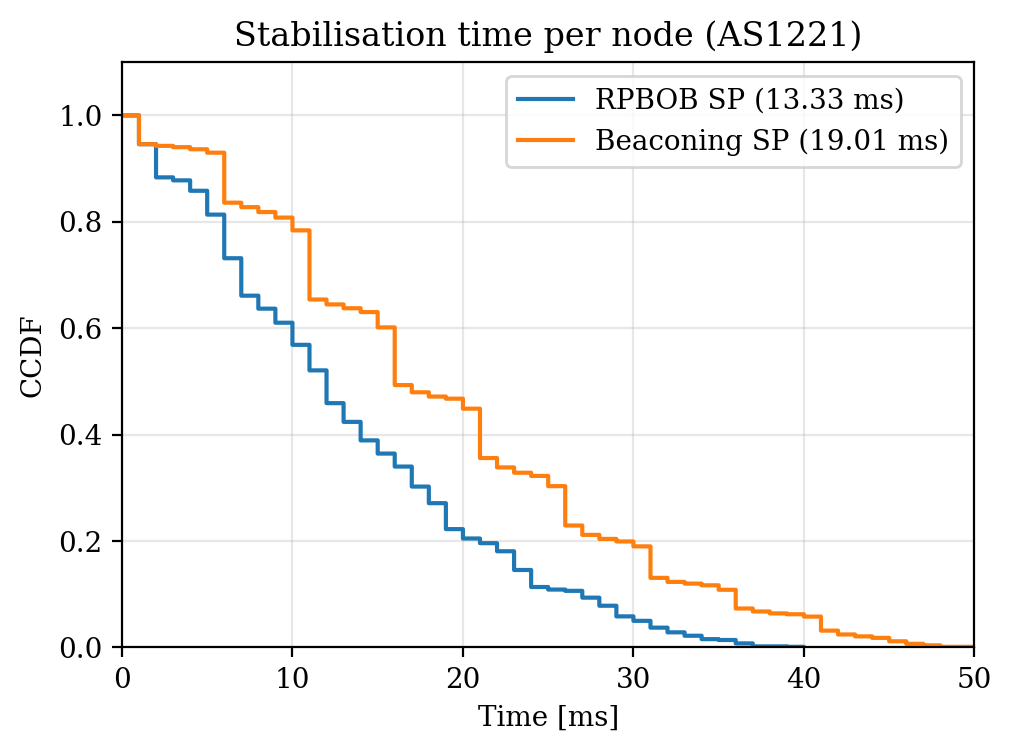 Stabilisation time per node (AS1221)
RPBOB SP (13.33 ms)
Beaconing SP (19.01 ms)
CCDF
1.0
0.8
0.6
0.4
0.2
0.0
0 10 20 30 40 50
Time [ms]